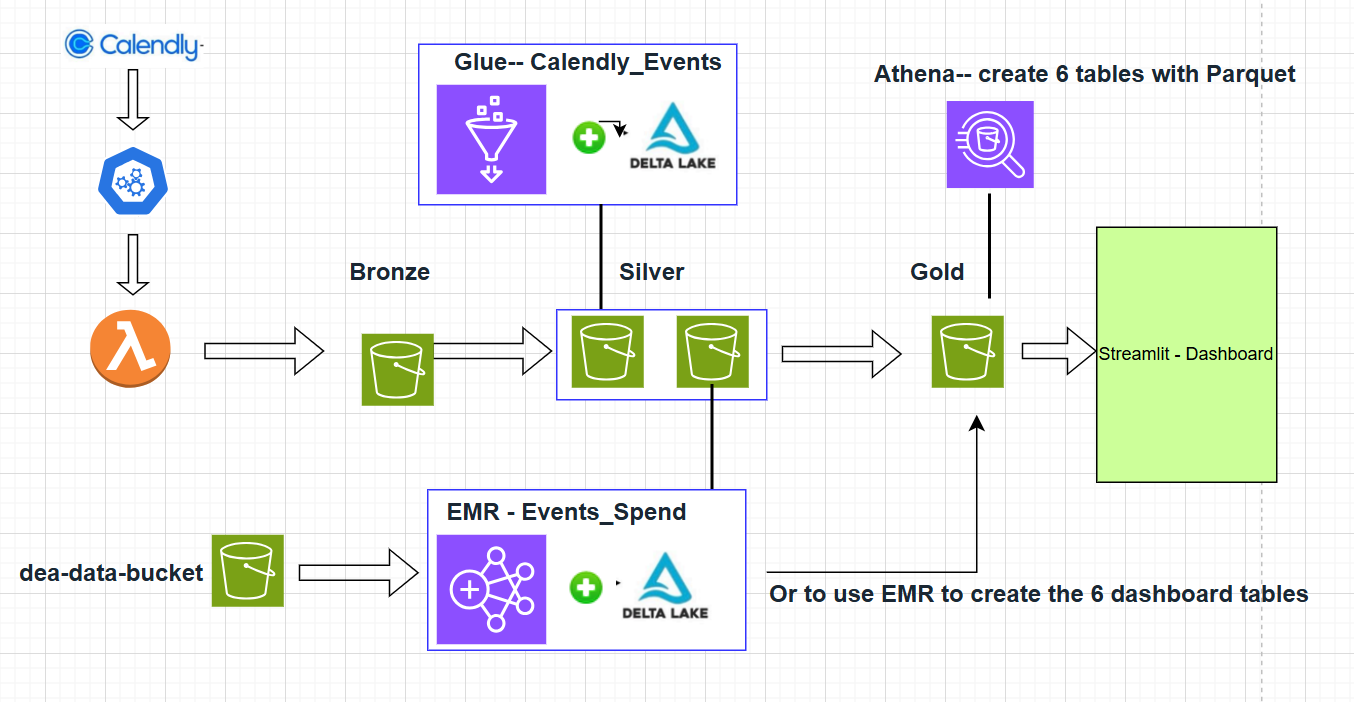 Calendly
Glue-- Calendly_Events
DELTA LAKE
Athena-- create 6 tables with Parquet
Bronze
Silver
Gold
Streamlit - Dashboard
EMR - Events_Spend
DELTA LAKE
dea-data-bucket
Or to use EMR to create the 6 dashboard tables